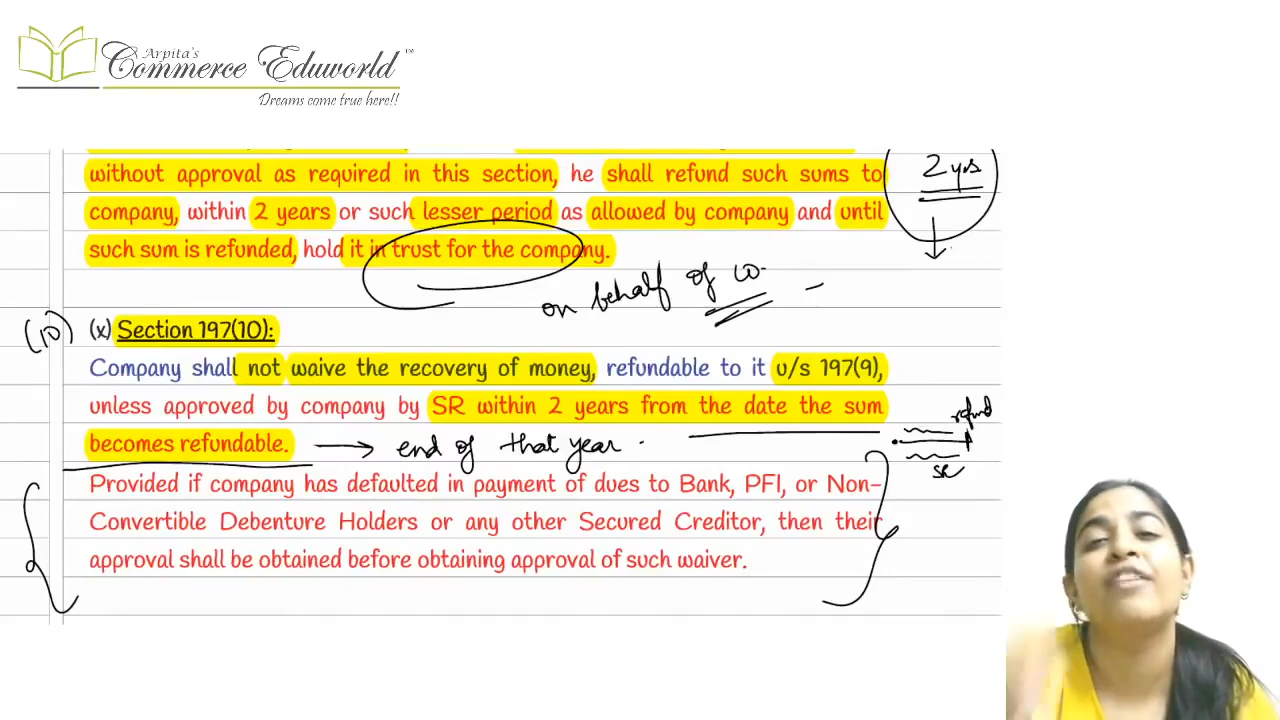 Arpita's
Commerce Eduworld™
Dreams come true here!!
without approval as required in this section, he shall refund such sums to
company, within 2 years or such lesser period as allowed by company and until
such sum is refunded, hold it in trust for the company.
2 yrs
on behalf of co.
(10) (x) Section 197(10):
Company shall not waive the recovery of money, refundable to it u/s 197(9),
unless approved by company by SR within 2 years from the date the sum
becomes refundable. → end of that year.
refund
SR
Provided if company has defaulted in payment of dues to Bank, PFI, or Non-
Convertible Debenture Holders or any other Secured Creditor, then their
approval shall be obtained before obtaining approval of such waiver.